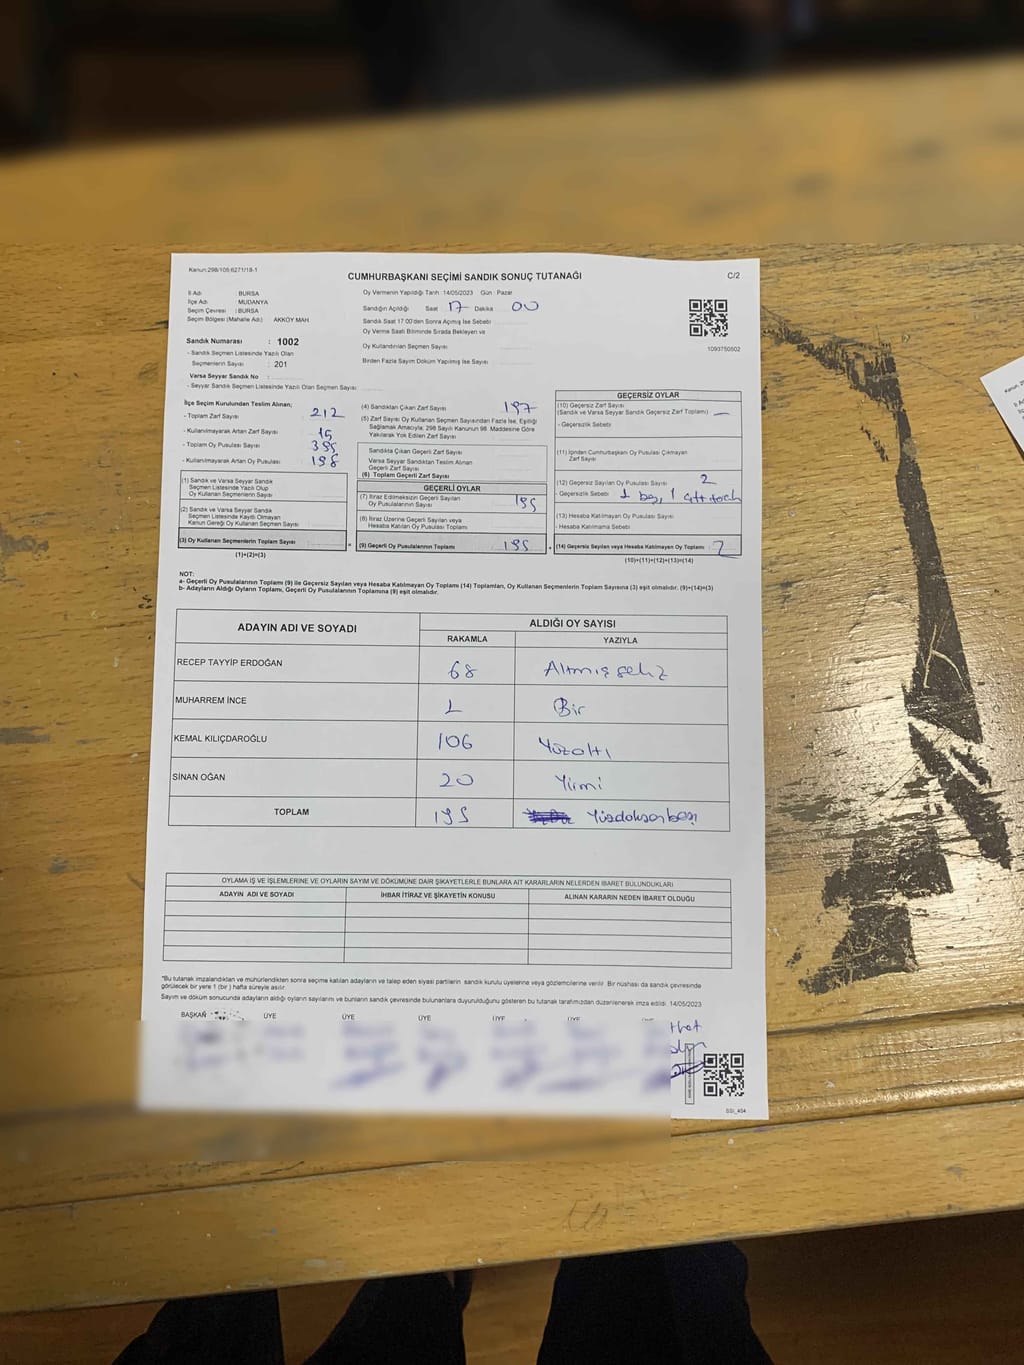 Kanun:298/105:6271/18-1
CUMHURBAŞKANI SEÇİMİ SANDIK SONUÇ TUTANAĞI
C/2
İl Adı : BURSA
İlçe Adı : MUDANYA
Seçim Çevresi : BURSA
Seçim Bölgesi (Mahalle Adı) : AKKÖY MAH.
Sandık Numarası : 1002
- Sandık Seçmen Listesinde Yazılı Olan
Seçmenlerin Sayısı : 201
Varsa Seyyar Sandık No :
- Seyyar Sandık Seçmen Listesinde Yazılı Olan Seçmen Sayısı
Oy Vermenin Yapıldığı Tarih :14/05/2023 Gün : Pazar
Sandığın Açıldığı Saat 17 Dakika 00
Sandık Saat 17:00'den Sonra Açılmış İse Sebebi
Oy Verme Saati Bitiminde Sırada Bekleyen ve
Oy Kullandırılan Seçmen Sayısı
Birden Fazla Sayım Döküm Yapılmış İse Sayısı
1093750502
İlçe Seçim Kurulundan Teslim Alınan;
- Toplam Zarf Sayısı : 212
- Kullanılmayarak Artan Zarf Sayısı : 15
- Toplam Oy Pusulası Sayısı :
- Kullanılmayarak Artan Oy Pusulası : 198
(1) Sandık ve Varsa Seyyar Sandık
Seçmen Listesinde Yazılı Olup
Oy Kullanan Seçmenlerin Sayısı
(2) Sandık ve Varsa Seyyar Sandık
Seçmen Listesinde Kayıtlı Olmayan
Kanun Gereği Oy Kullanan Seçmen Sayısı
(3) Oy Kullanan Seçmenlerin Toplam Sayısı
(1)+(2)=(3)
(4) Sandıktan Çıkan Zarf Sayısı 197
(5) Zarf Sayısı Oy Kullanan Seçmen Sayısından Fazla İse, Eşitliği
Sağlamak Amacıyla, 298 Sayılı Kanunun 98. Maddesine Göre
Yakılarak Yok Edilen Zarf Sayısı
Sandıkta Çıkan Geçerli Zarf Sayısı
Varsa Seyyar Sandıktan Teslim Alınan
Geçerli Zarf Sayısı
(6) Toplam Geçerli Zarf Sayısı
GEÇERLİ OYLAR
(7) İtiraz Edilmeksizin Geçerli Sayılan
Oy Pusulalarının Sayısı : 195
(8) İtiraz Üzerine Geçerli Sayılan veya
Hesaba Katılan Oy Pusulası Toplamı
= (9) Geçerli Oy Pusulalarının Toplamı : 195
GEÇERSİZ OYLAR
(10) Geçersiz Zarf Sayısı
(Sandık ve Varsa Seyyar Sandık Geçersiz Zarf Toplamı) : —
- Geçersizlik Sebebi
(11) İçinden Cumhurbaşkanı Oy Pusulası Çıkmayan
Zarf Sayısı
(12) Geçersiz Sayılan Oy Pusulası Sayısı : 2
- Geçersizlik Sebebi : 1 boş, 1
(13) Hesaba Katılmayan Oy Pusulası Sayısı
- Hesaba Katılmama Sebebi
+ (14) Geçersiz Sayılan veya Hesaba Katılmayan Oy Toplamı : 2
(10)+(11)+(12)+(13)=(14)
NOT:
a- Geçerli Oy Pusulalarının Toplamı (9) ile Geçersiz Sayılan veya Hesaba Katılmayan Oy Toplamı (14) Toplamları, Oy Kullanan Seçmenlerin Toplam Sayısına (3) eşit olmalıdır. (9)+(14)=(3)
b- Adayların Aldığı Oyların Toplamı, Geçerli Oy Pusulalarının Toplamına (9) eşit olmalıdır.
ADAYIN ADI VE SOYADI
ALDIĞI OY SAYISI
RAKAMLA YAZIYLA
RECEP TAYYİP ERDOĞAN 68 Altmışsekiz
MUHARREM İNCE 1 Bir
KEMAL KILIÇDAROĞLU 106 Yüzaltı
SİNAN OĞAN 20 Yirmi
TOPLAM 195 Yüzdoksanbeş
OYLAMA İŞ VE İŞLEMLERİNE VE OYLARIN SAYIM VE DÖKÜMÜNE DAİR ŞİKAYETLERLE BUNLARA AİT KARARLARIN NELERDEN İBARET BULUNDUKLARI
ADAYIN ADI VE SOYADI İHBAR İTİRAZ VE ŞİKAYETİN KONUSU ALINAN KARARIN NEDEN İBARET OLDUĞU
*Bu tutanak imzalandıktan ve mühürlendikten sonra seçime katılan adayların ve talep eden siyasi partilerin sandık kurulu üyelerine veya gözlemcilerine verilir. Bir nüshası da sandık çevresinde
görülecek bir yere 1 (bir ) hafta süreyle asılır.
Sayım ve döküm sonucunda adayların aldığı oyların sayılarını ve bunların sandık çevresinde bulunanlara duyurulduğunu gösteren bu tutanak tarafımızdan düzenlenerek imza edildi. 14/05/2023
BAŞKAN ÜYE ÜYE ÜYE ÜYE ÜYE ÜYE
SSİ_404